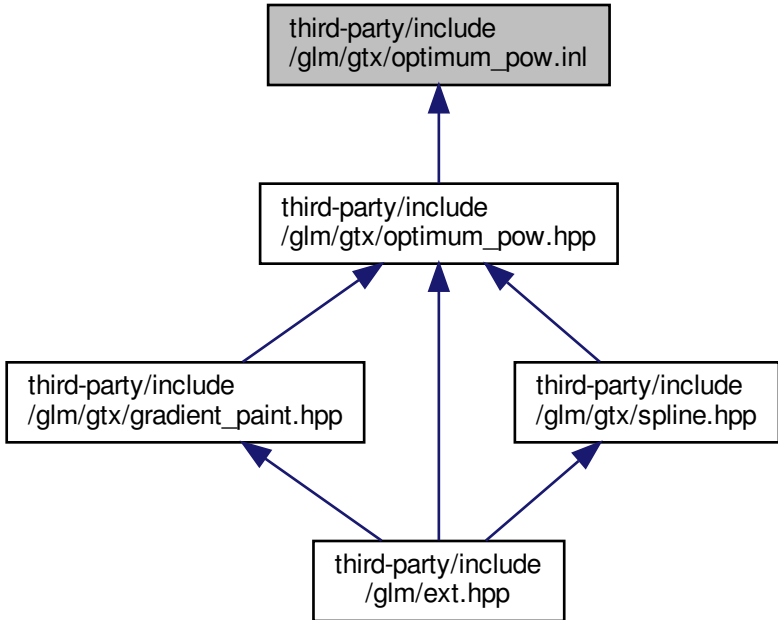 third-party/include
/glm/gtx/optimum_pow.inl
third-party/include
/glm/gtx/optimum_pow.hpp
third-party/include
/glm/gtx/gradient_paint.hpp
third-party/include
/glm/gtx/spline.hpp
third-party/include
/glm/ext.hpp